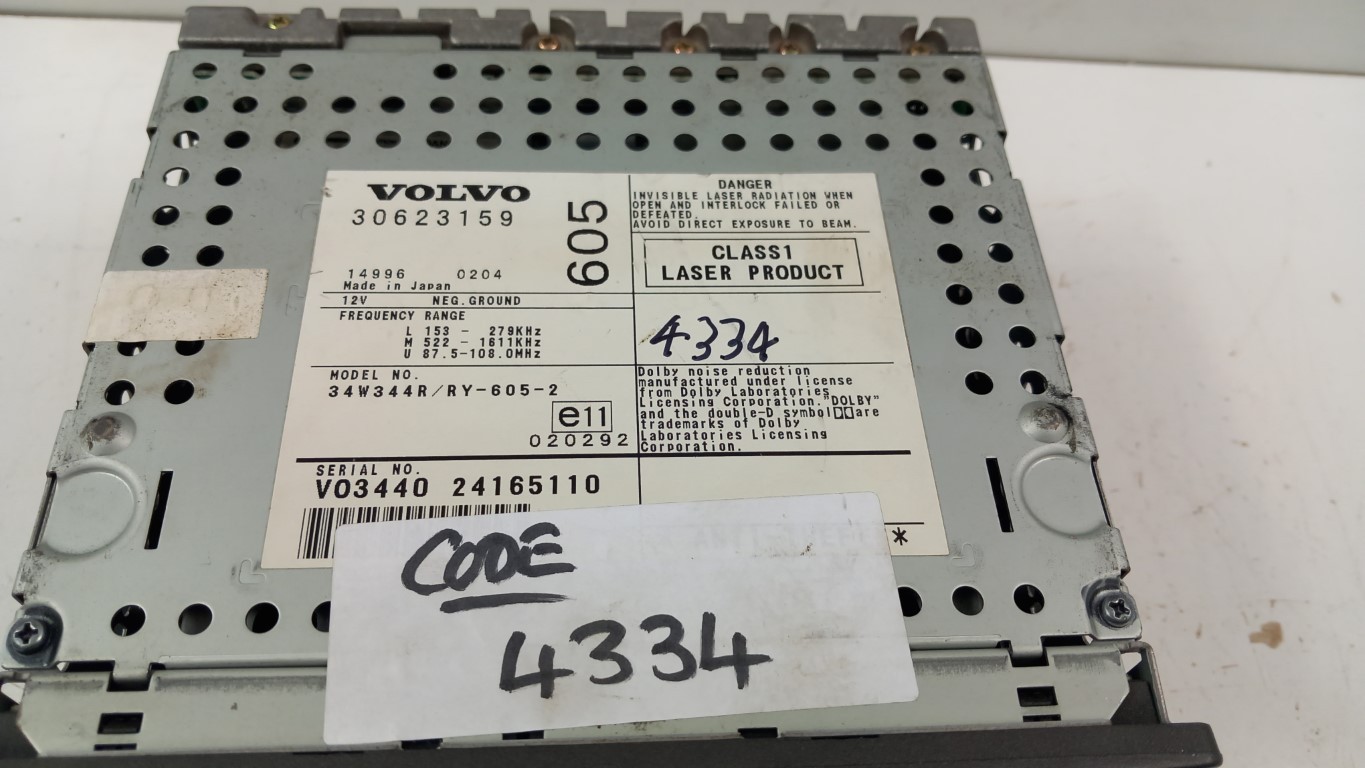 VOLVO
30623159
605
14996 0204
Made in Japan
12V NEG.GROUND
FREQUENCY RANGE
L 153 - 279KHz
M 522 - 1611KHz
U 87.5-108.0MHz
MODEL NO.
34W344R/RY-605-2
e11
020292
SERIAL NO.
VO3440 24165110
DANGER
INVISIBLE LASER RADIATION WHEN
OPEN AND INTERLOCK FAILED OR
DEFEATED.
AVOID DIRECT EXPOSURE TO BEAM.
CLASS1
LASER PRODUCT
4334
Dolby noise reduction
manufactured under license
from Dolby Laboratories
Licensing Corporation. "DOLBY"
and the double-D symbol are
trademarks of Dolby
Laboratories Licensing
Corporation.
*
CODE
4334